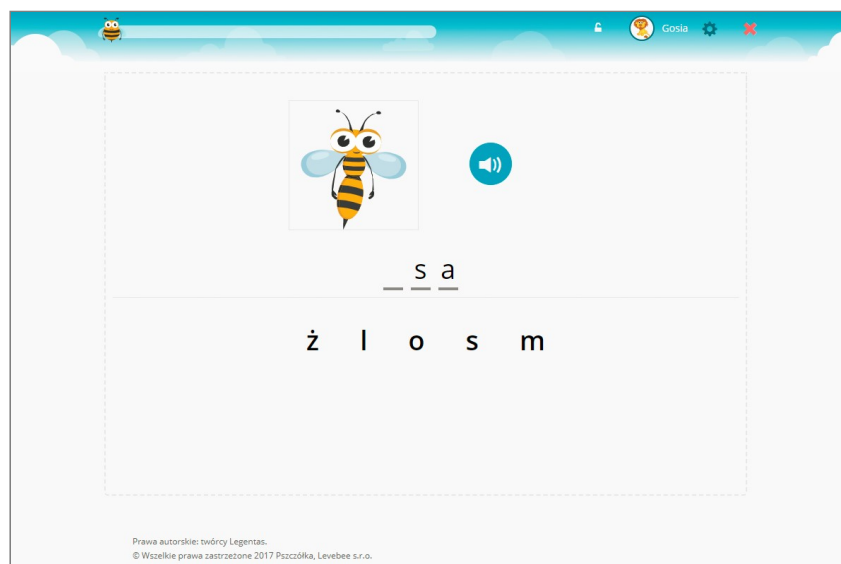 Gosia
_ s a
ż l o s m
Prawa autorskie: twórcy Legentas.
© Wszelkie prawa zastrzeżone 2017 Pszczółka, Levebee s.r.o.